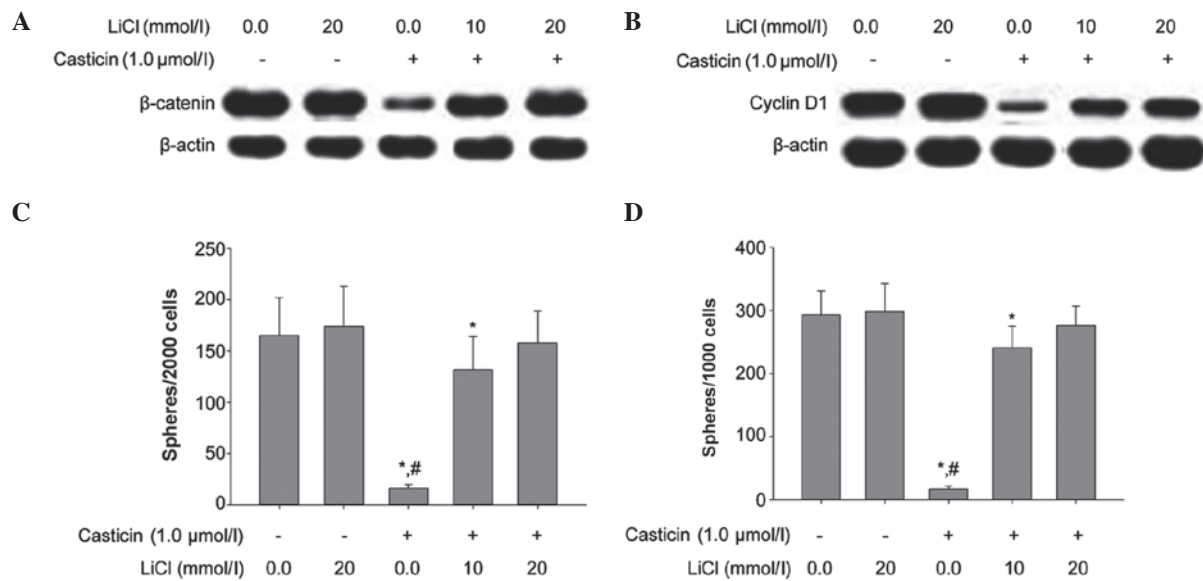 A
LiCl (mmol/l) 0.0 20 0.0 10 20
Casticin (1.0 µmol/l) - - + + +
β-catenin
β-actin
B
LiCl (mmol/l) 0.0 20 0.0 10 20
Casticin (1.0 µmol/l) - - + + +
Cyclin D1
β-actin
C
Spheres/2000 cells
250
200
150
100
50
0
*,#
*
Casticin (1.0 µmol/l) - - + + +
LiCl (mmol/l) 0.0 20 0.0 10 20
D
Spheres/1000 cells
400
300
200
100
0
*,#
*
Casticin (1.0 µmol/l) - - + + +
LiCl (mmol/l) 0.0 20 0.0 10 20